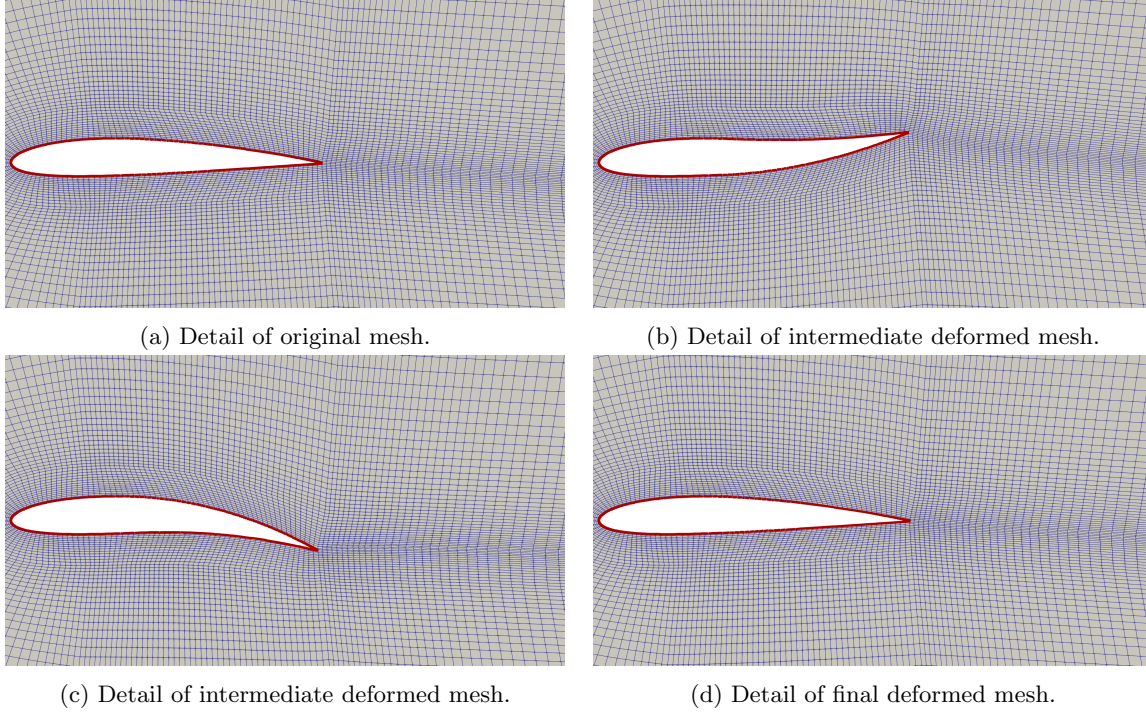 (a) Detail of original mesh.
(b) Detail of intermediate deformed mesh.
(c) Detail of intermediate deformed mesh.
(d) Detail of final deformed mesh.